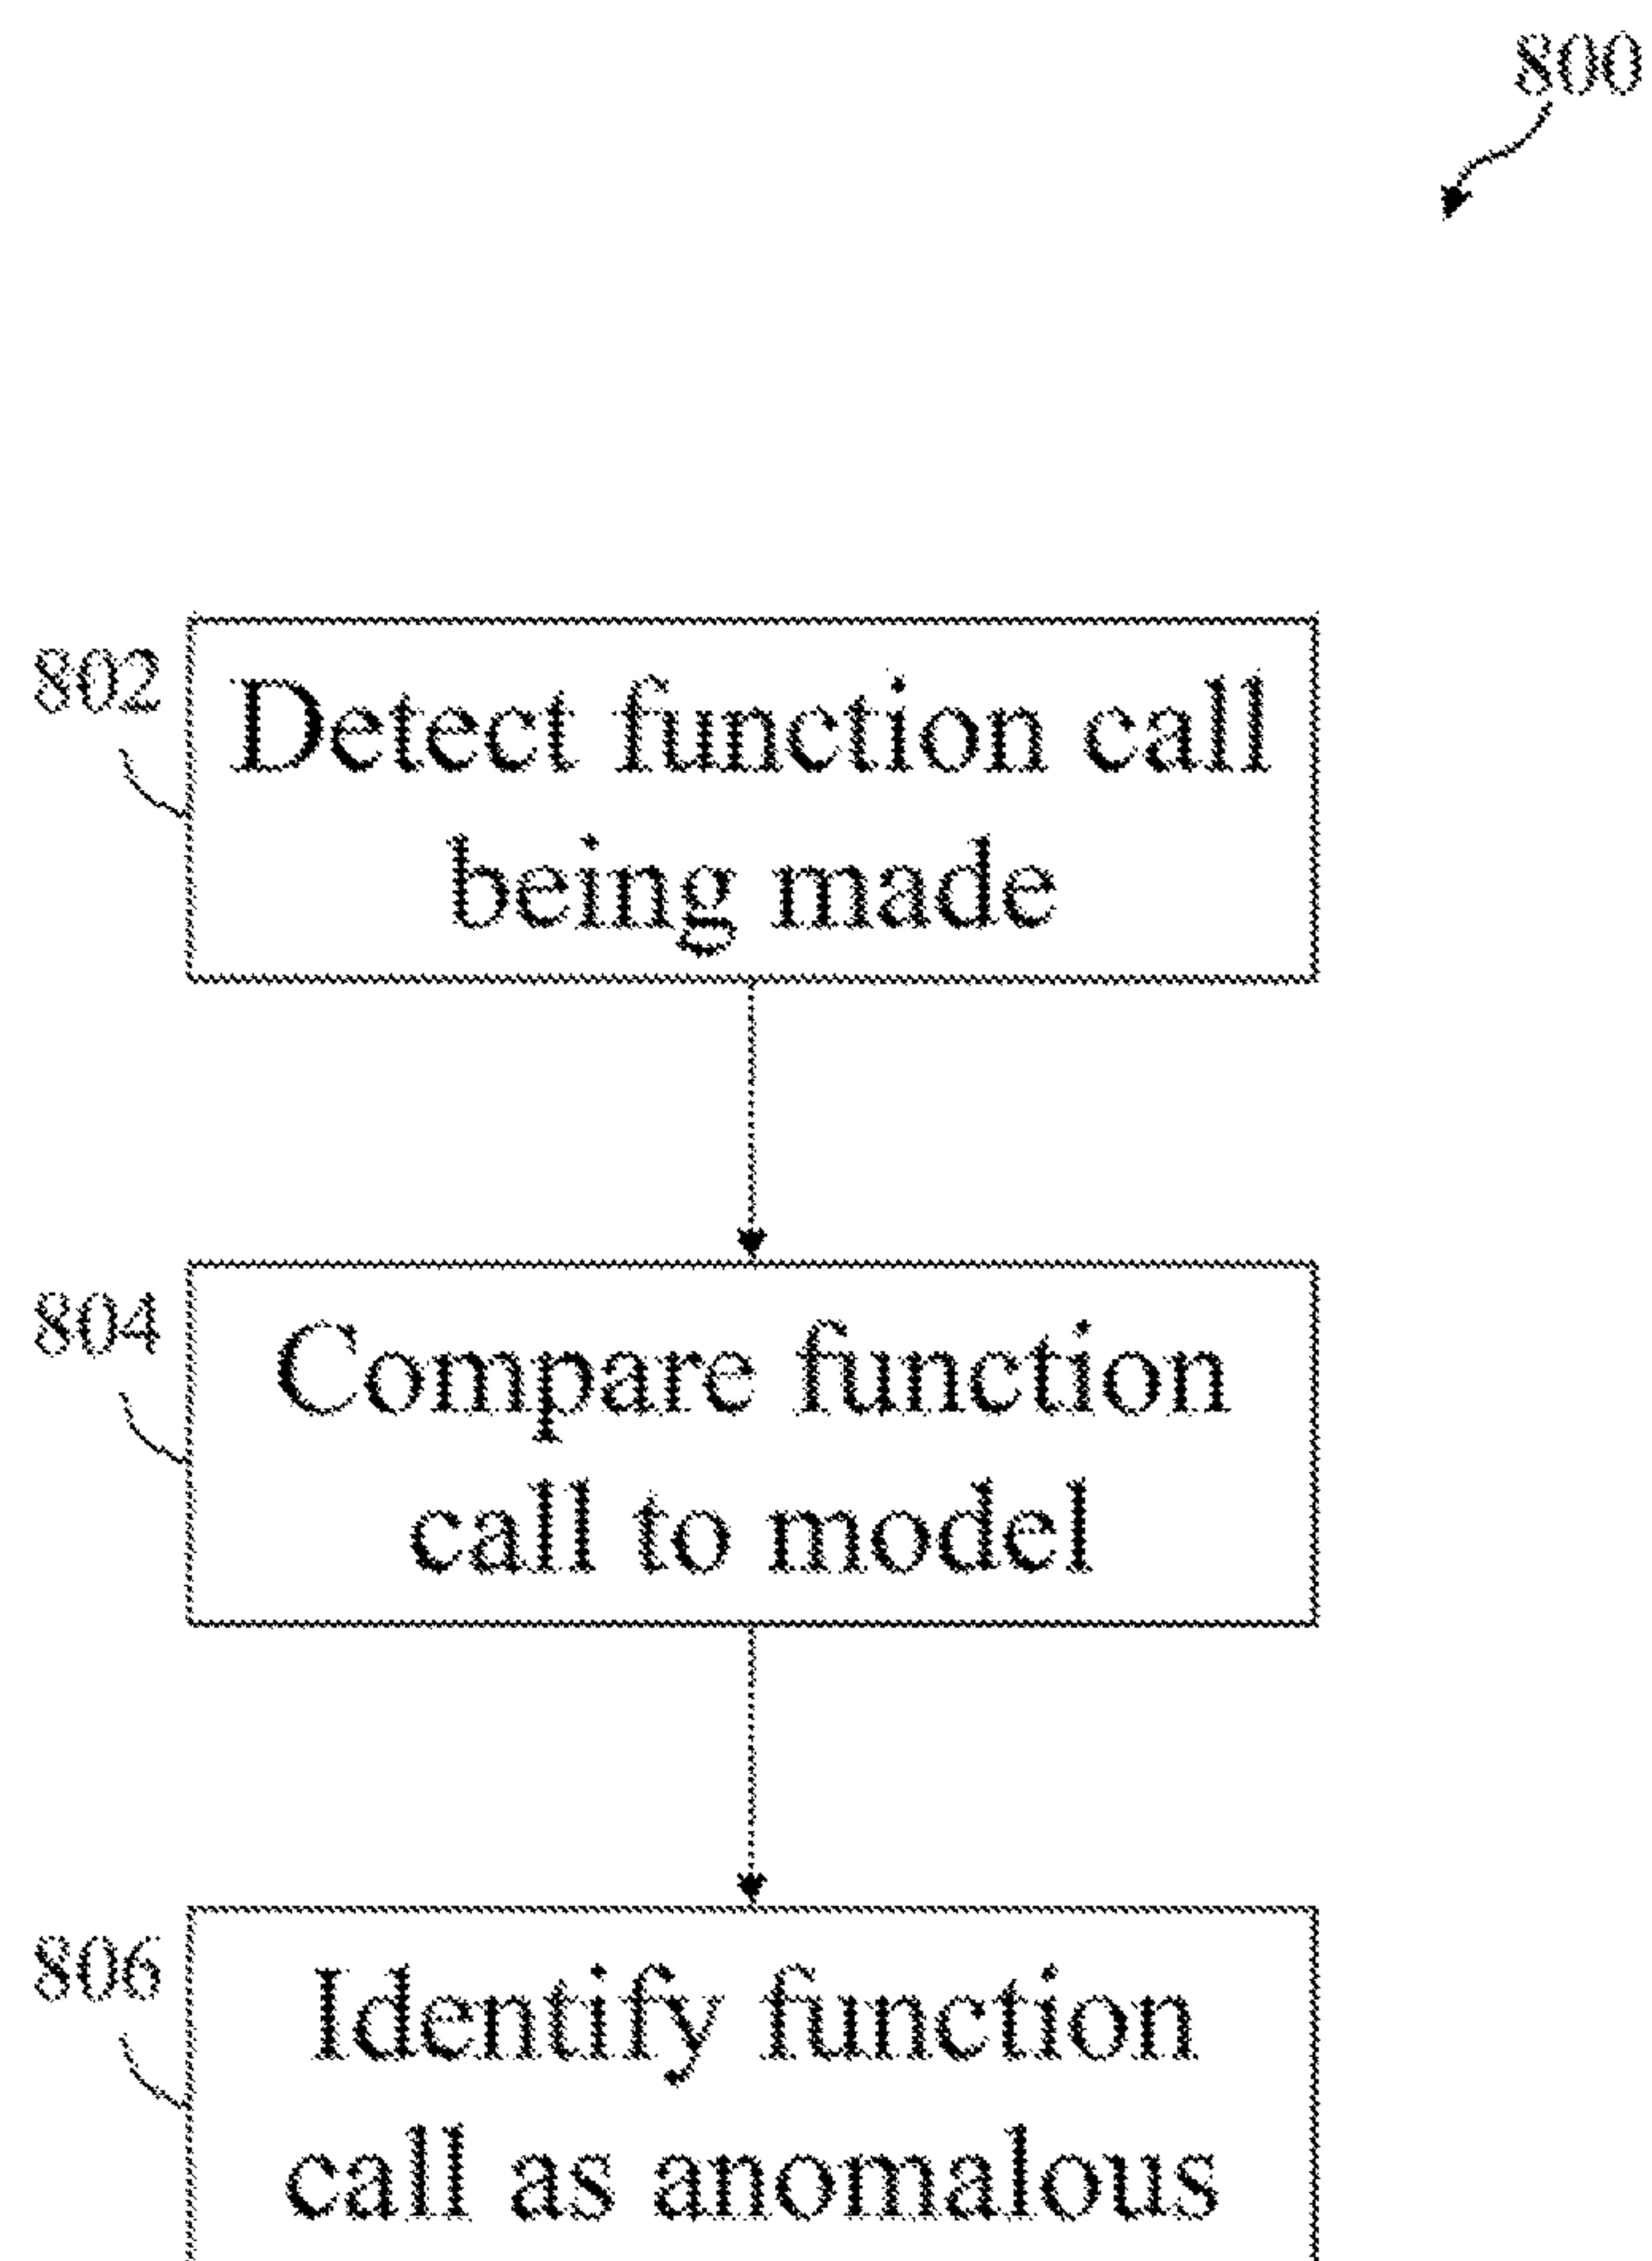 800
802
Detect function call
being made
804
Compare function
call to model
806
Identify function
call as anomalous